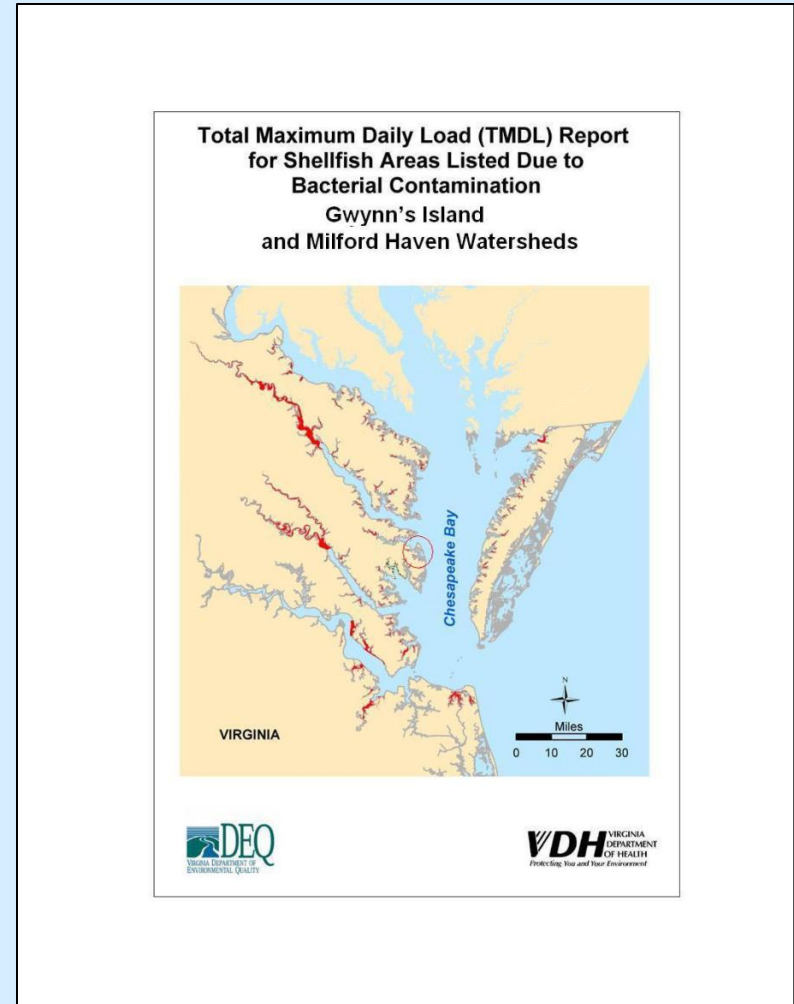 Total Maximum Daily Load (TMDL) Report
for Shellfish Areas Listed Due to
Bacterial Contamination
Gwynn's Island
and Milford Haven Watersheds
Chesapeake Bay
N
Miles
0 10 20 30
VIRGINIA
DEQ
VIRGINIA DEPARTMENT OF
ENVIRONMENTAL QUALITY
VDH VIRGINIA
DEPARTMENT
OF HEALTH
Protecting You and Your Environment